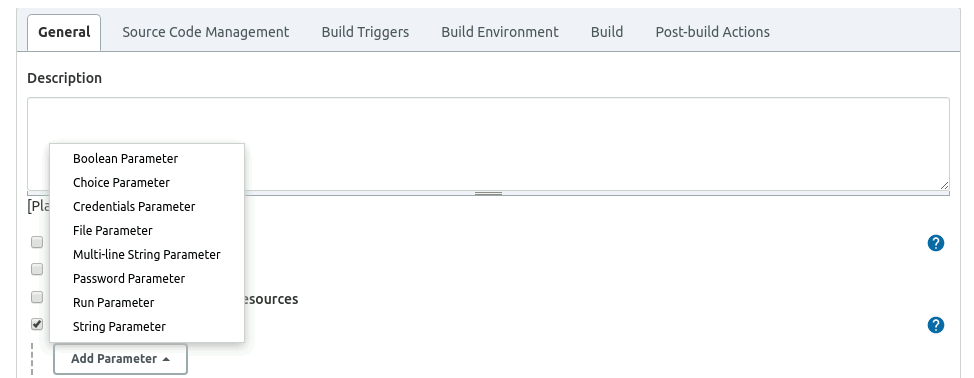 General Source Code Management Build Triggers Build Environment Build Post-build Actions
Description
Boolean Parameter
Choice Parameter
Credentials Parameter
[Pla
File Parameter
?
Multi-line String Parameter
Password Parameter
Run Parameter
esources
String Parameter
?
Add Parameter